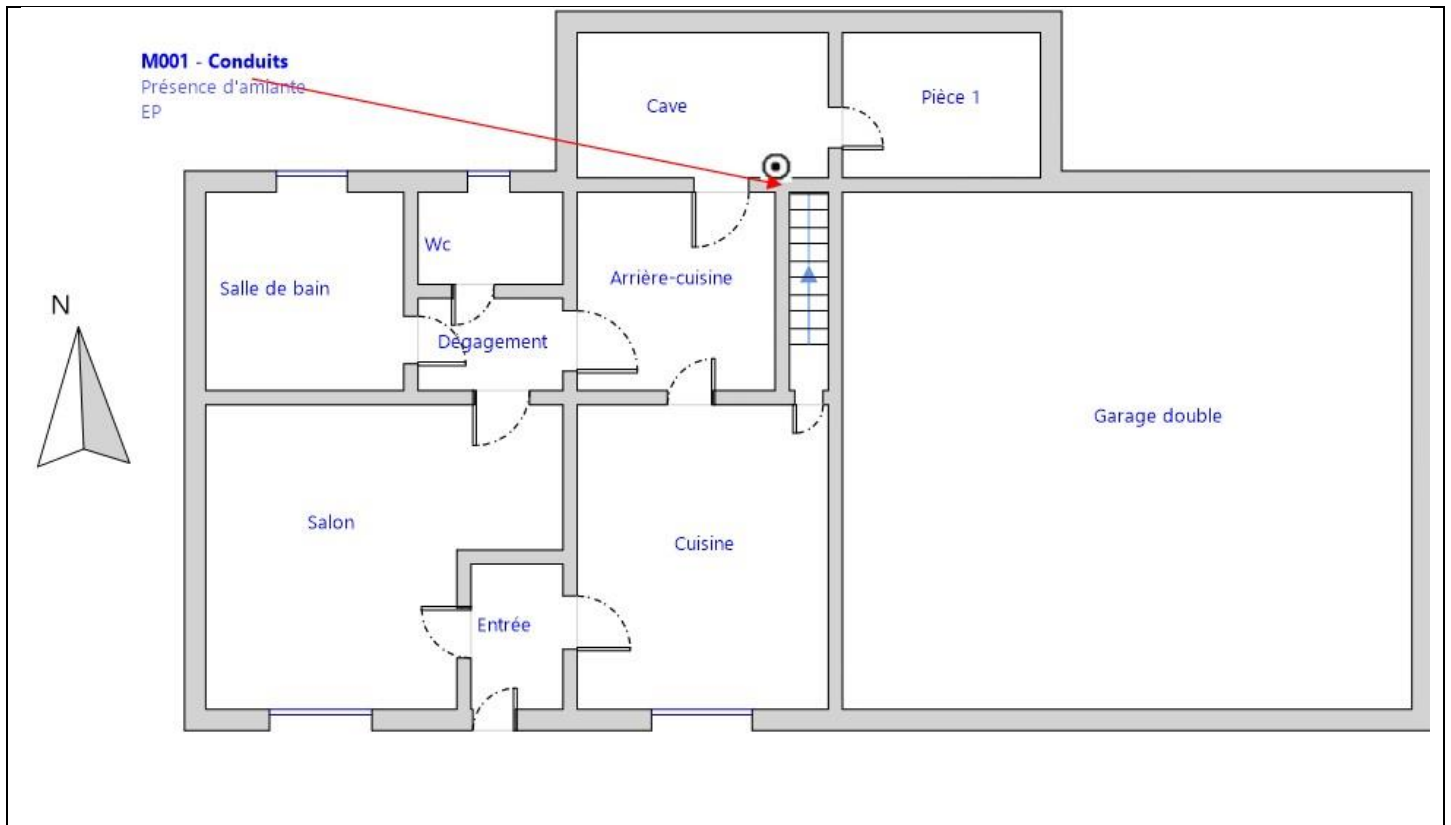 M001 - Conduits
Présence d'amiante
EP
Cave
Pièce 1
Wc
Salle de bain
Arrière-cuisine
Dégagement
N
Garage double
Salon
Cuisine
Entrée